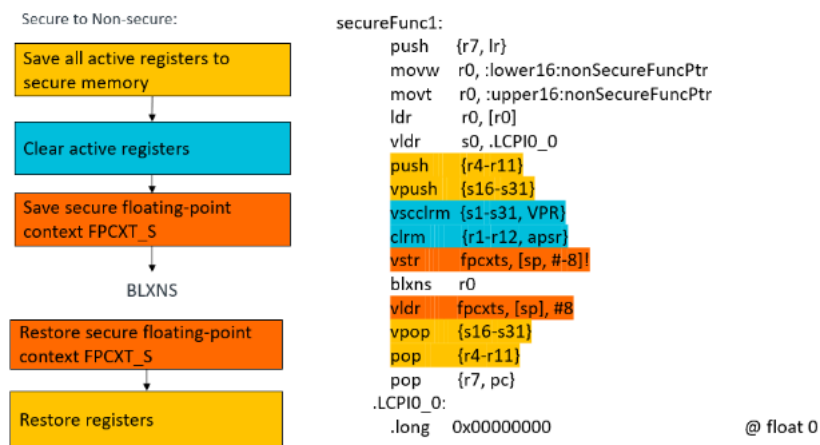 Secure to Non-secure:
Save all active registers to
secure memory
Clear active registers
Save secure floating-point
context FPCXT_S
BLXNS
Restore secure floating-point
context FPCXT_S
Restore registers
secureFunc1:
push {r7, lr}
movw r0, :lower16:nonSecureFuncPtr
movt r0, :upper16:nonSecureFuncPtr
ldr r0, [r0]
vldr s0, .LCPI0_0
push {r4-r11}
vpush {s16-s31}
vscclrm {s1-s31, VPR}
clrm {r1-r12, apsr}
vstr fpcxts, [sp, #-8]!
blxns r0
vldr fpcxts, [sp], #8
vpop {s16-s31}
pop {r4-r11}
pop {r7, pc}
.LCPI0_0:
.long 0x00000000 @ float 0